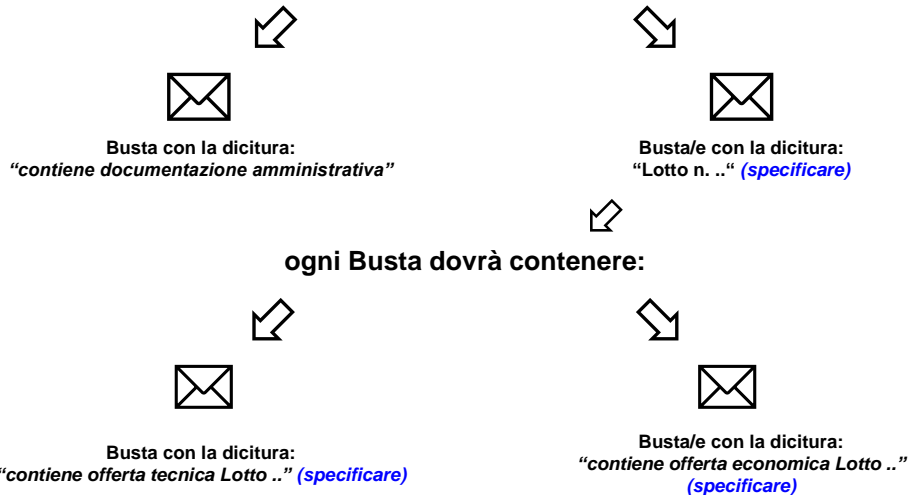 Busta con la dicitura:
“contiene documentazione amministrativa”
Busta/e con la dicitura:
“Lotto n. ..“ (specificare)
ogni Busta dovrà contenere:
Busta con la dicitura:
“contiene offerta tecnica Lotto ..” (specificare)
Busta/e con la dicitura:
“contiene offerta economica Lotto ..”
(specificare)